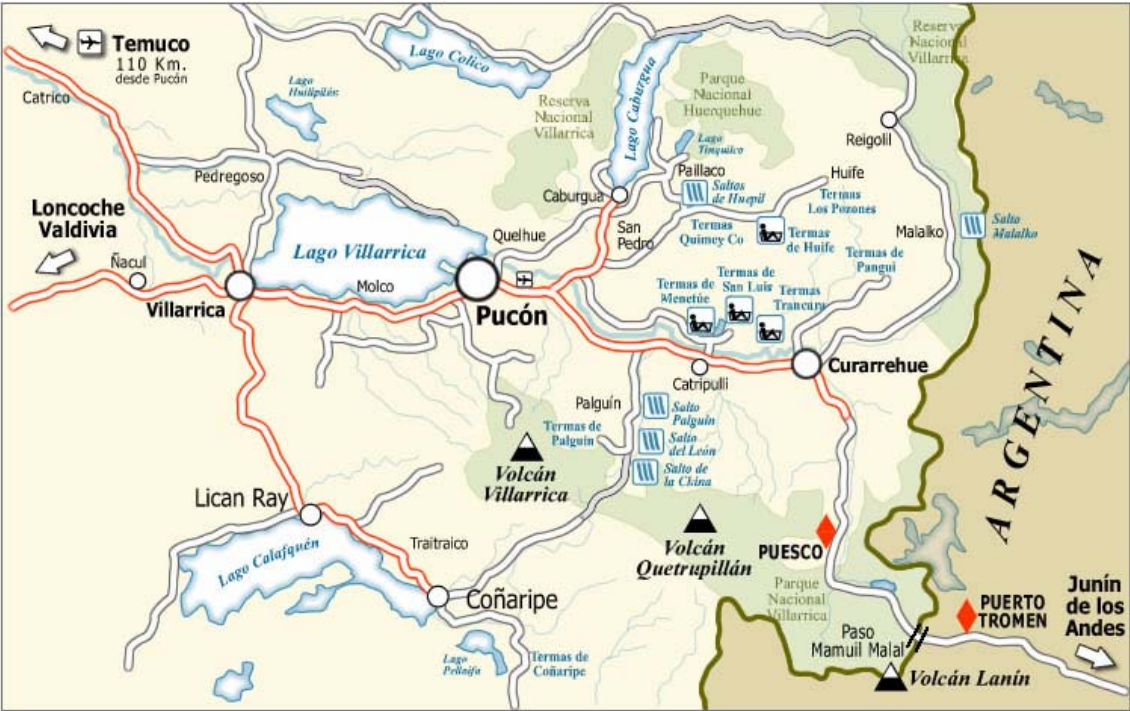 Temuco
110 Km.
desde Pucón
Catrico
Lago Colico
Lago
Huilipilún
Reserva
Nacional
Villarrica
Lago Caburgua
Parque
Nacional
Huerquehue
Reserva
Nacional
Villarrica
Lago
Tinquilco
Reigolil
Pedregoso
Paillaco
Huife
Caburgua
Saltos
de Huepil
Termas
Los Pozones
Loncoche
Valdivia
Quelhue
San
Pedro
Termas
Quimey Co
Termas
de Huife
Malalko
Salto
Malalko
Lago Villarrica
Ñacul
Molco
Termas de
Pangui
Termas de
Menetúe
Termas de
San Luis
Termas
Trancura
Villarrica
Pucón
Curarrehue
ARGENTINA
Catripulli
Palguín
Salto
Palguín
Termas de
Palguín
Salto
del León
Salto de
la China
Volcán
Villarrica
Lican Ray
Traitraico
Lago Calafquén
Volcán
Quetrupillán
PUESCO
Parque
Nacional
Villarrica
Junín
de los
Andes
PUERTO
TROMEN
Coñaripe
Paso
Mamuil Malal
Lago
Pellaifa
Termas de
Coñaripe
Volcán Lanín